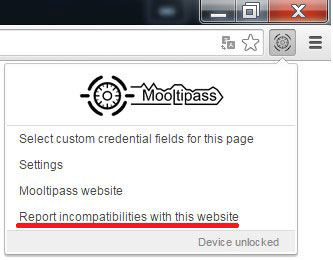 Mooltipass
Select custom credential fields for this page
Settings
Mooltipass website
Report incompatibilities with this website
Device unlocked